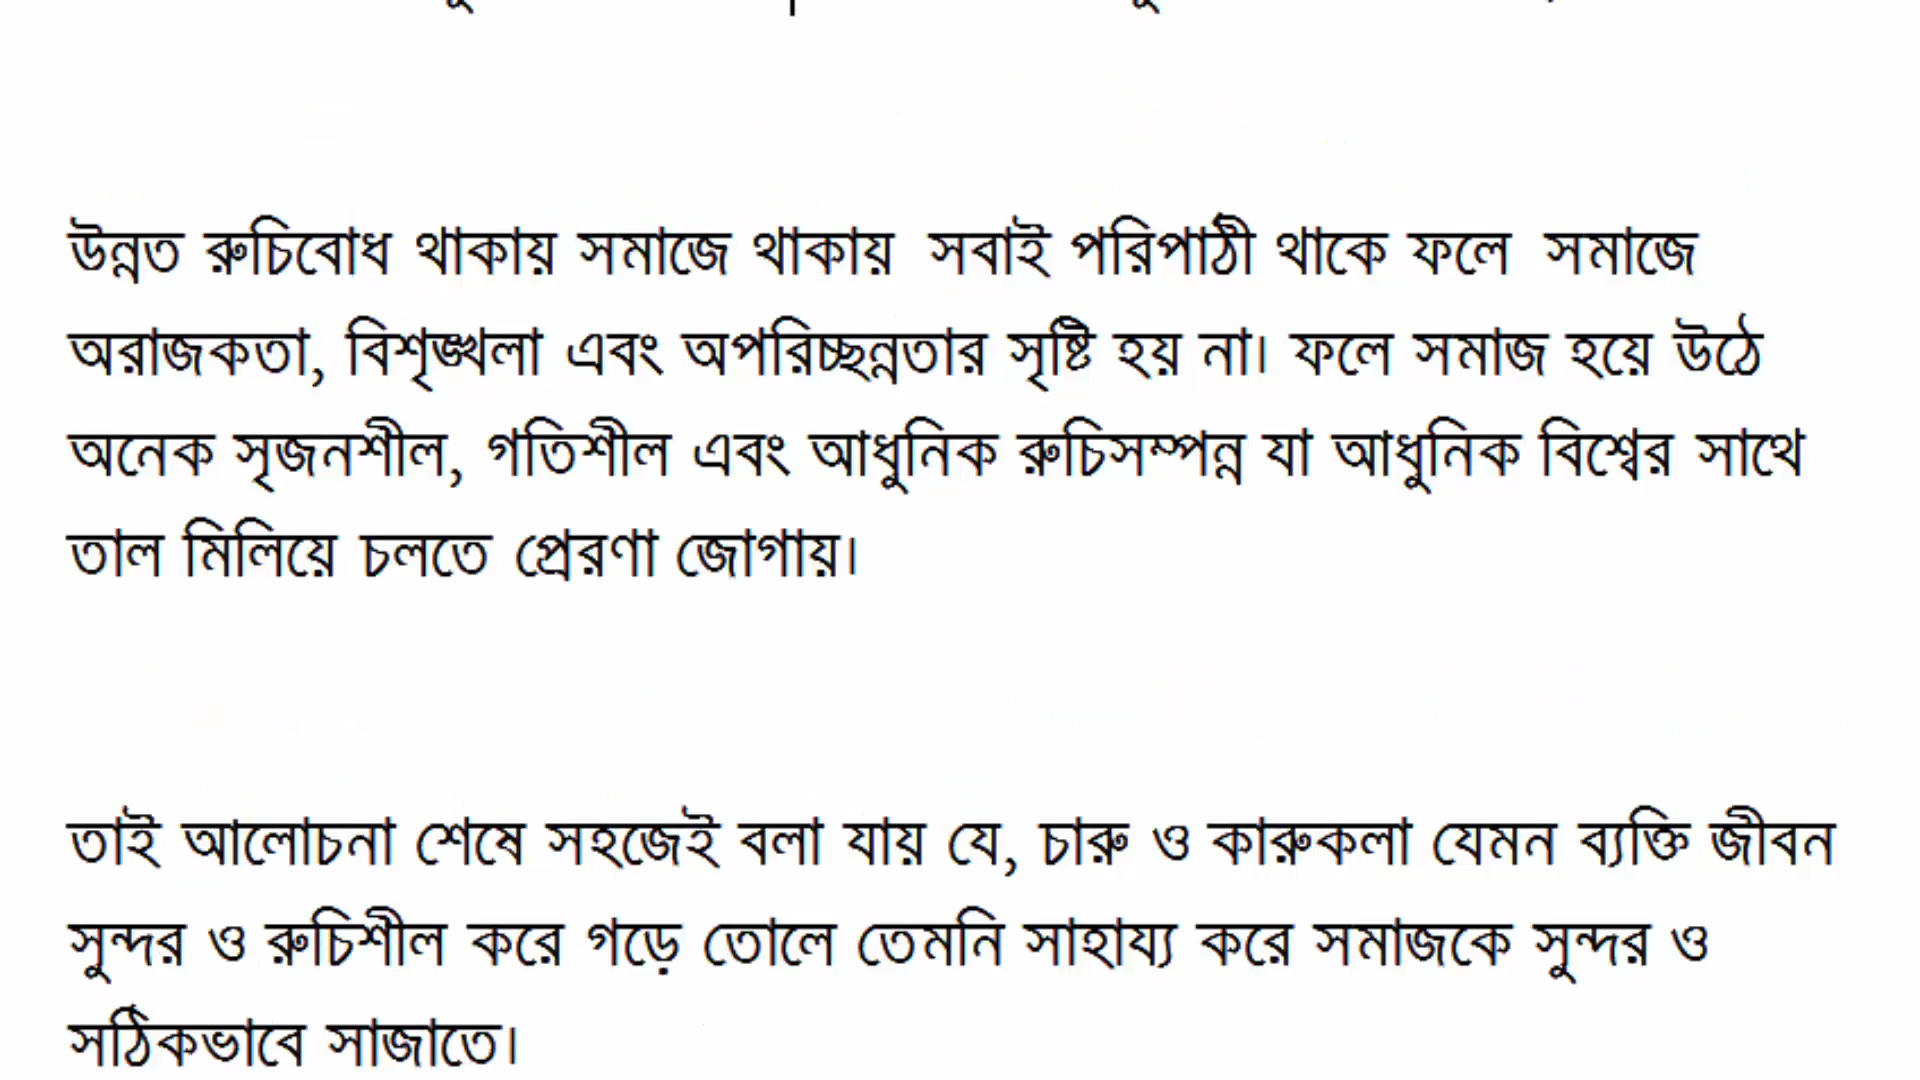 উন্নত রুচিবোধ থাকায় সমাজে থাকায় সবাই পরিপাঠী থাকে ফলে সমাজে
অরাজকতা, বিশৃঙ্খলা এবং অপরিচ্ছন্নতার সৃষ্টি হয় না। ফলে সমাজ হয়ে উঠে
অনেক সৃজনশীল, গতিশীল এবং আধুনিক রুচিসম্পন্ন যা আধুনিক বিশ্বের সাথে
তাল মিলিয়ে চলতে প্রেরণা জোগায়।
তাই আলোচনা শেষে সহজেই বলা যায় যে, চারু ও কারুকলা যেমন ব্যক্তি জীবন
সুন্দর ও রুচিশীল করে গড়ে তোলে তেমনি সাহায্য করে সমাজকে সুন্দর ও
সঠিকভাবে সাজাতে।